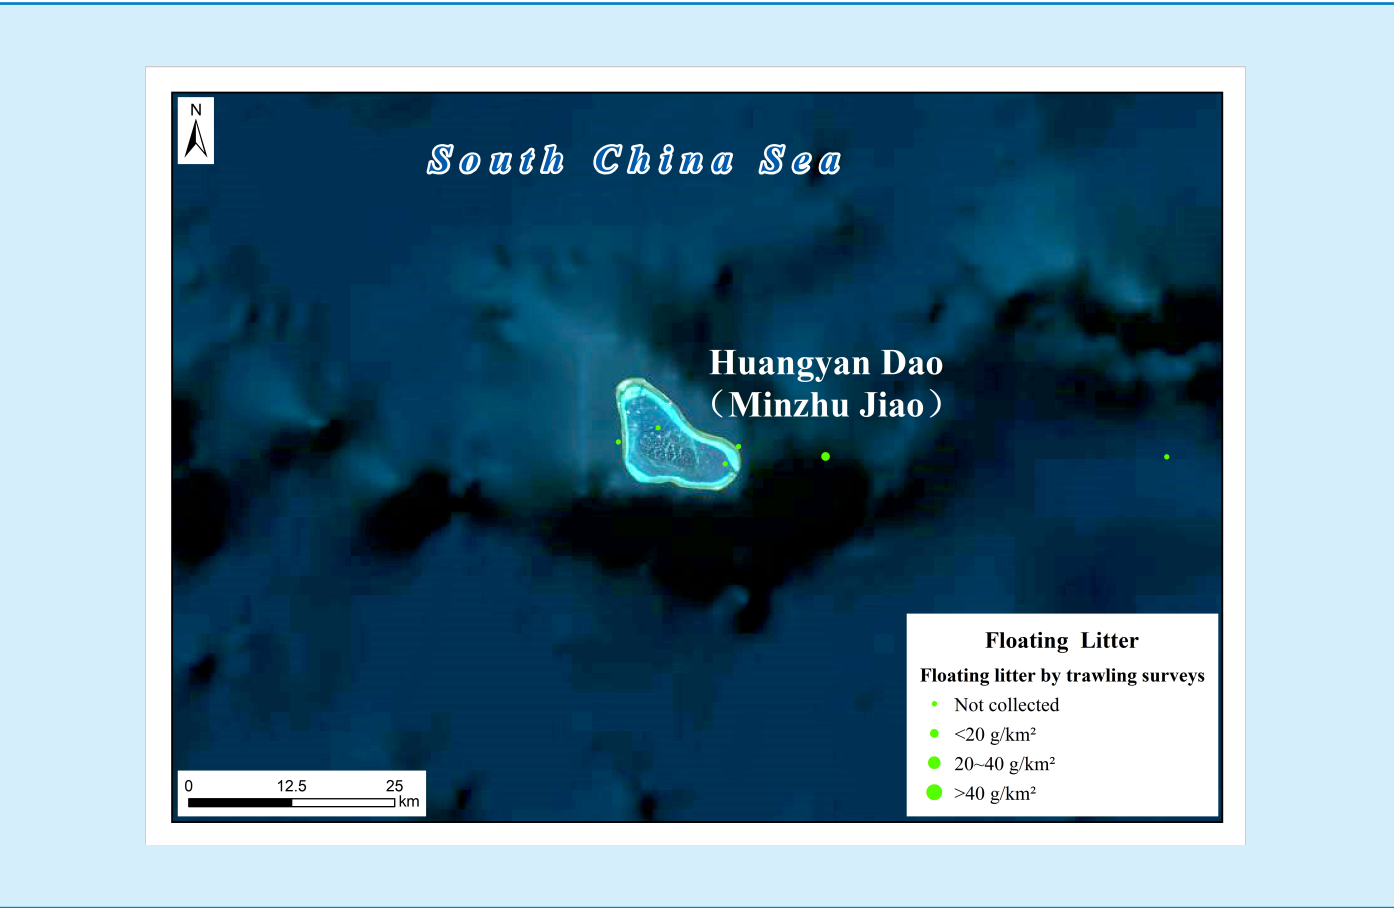 N
South China Sea
Huangyan Dao
（Minzhu Jiao）
Floating Litter
Floating litter by trawling surveys
Not collected
<20 g/km²
20~40 g/km²
>40 g/km²
0 12.5 25
km